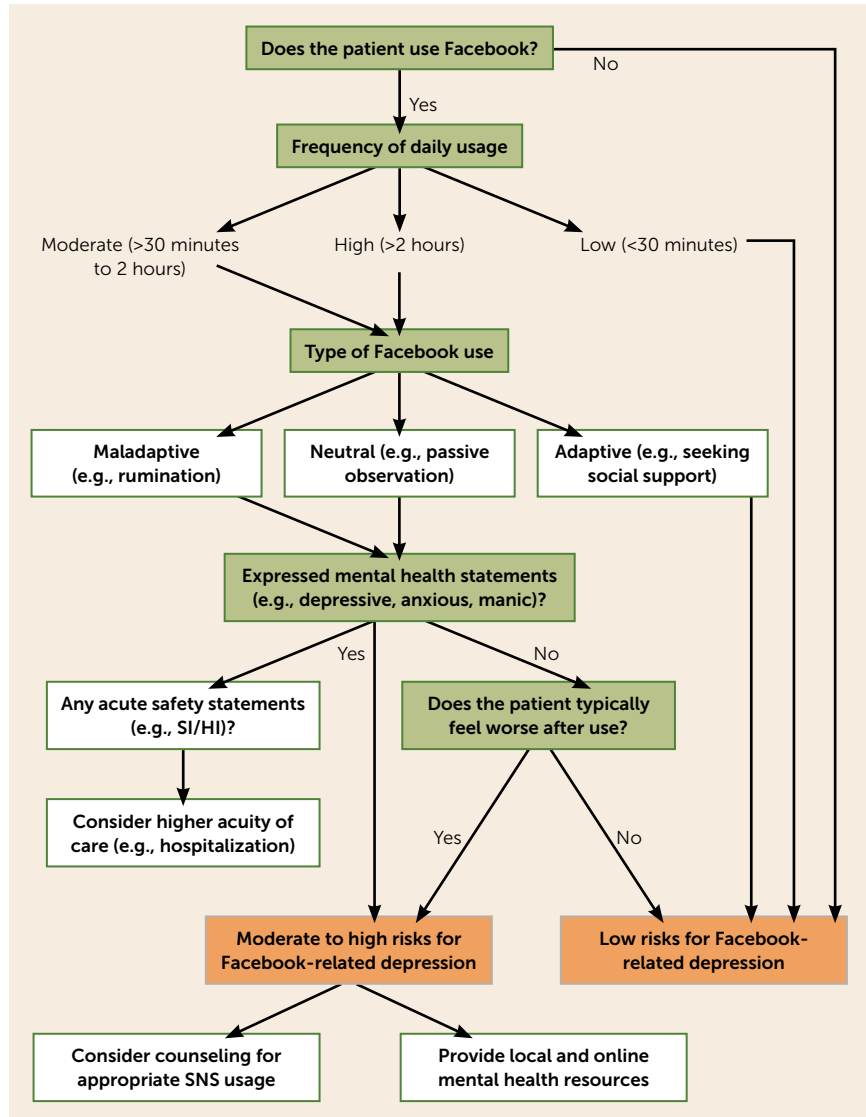 Does the patient use Facebook?
No
Yes
Frequency of daily usage
Moderate (>30 minutes
to 2 hours)
High (>2 hours)
Low (<30 minutes)
Type of Facebook use
Maladaptive
(e.g., rumination)
Neutral (e.g., passive
observation)
Adaptive (e.g., seeking
social support)
Expressed mental health statements
(e.g., depressive, anxious, manic)?
Yes
No
Any acute safety statements
(e.g., SI/HI)?
Does the patient typically
feel worse after use?
Consider higher acuity of
care (e.g., hospitalization)
Yes
No
Moderate to high risks for
Facebook-related depression
Low risks for Facebook-
related depression
Consider counseling for
appropriate SNS usage
Provide local and online
mental health resources